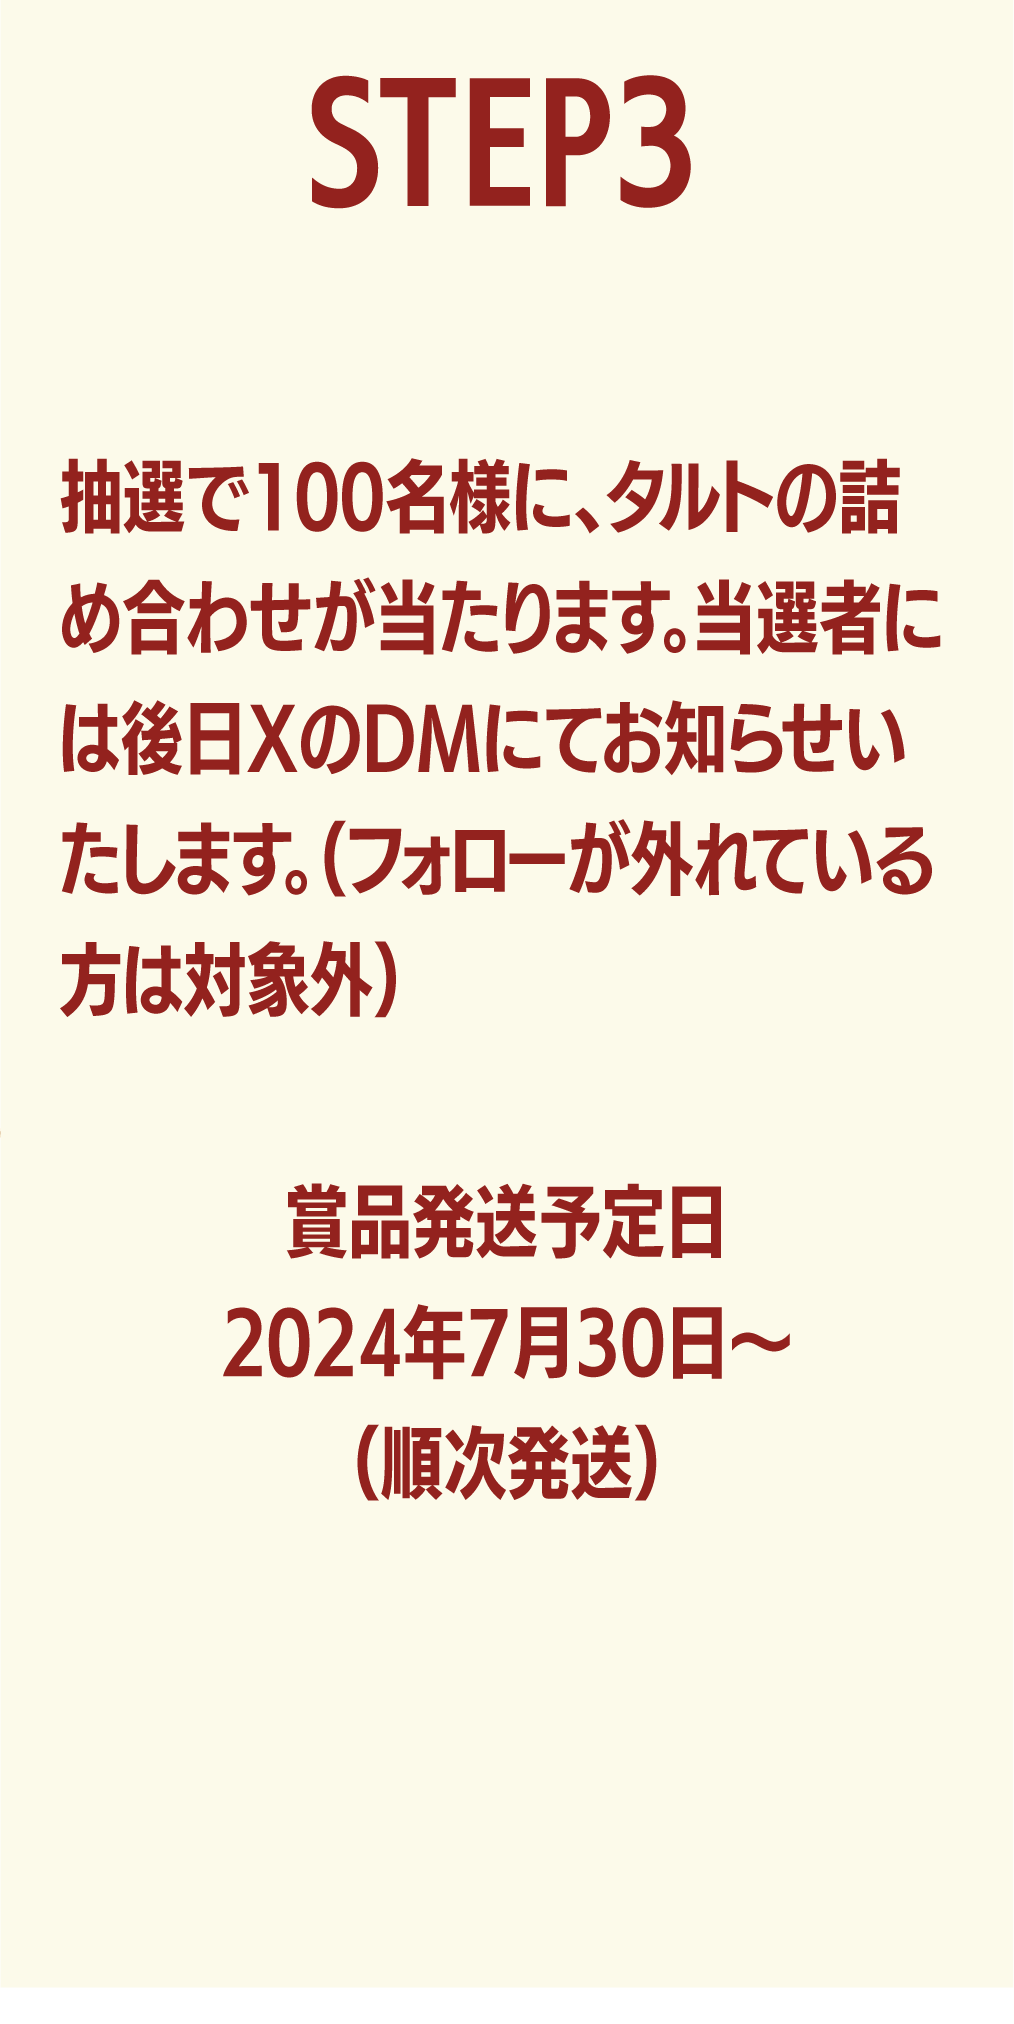 STEP3
抽選で100名様に、タルトの詰
め合わせが当たります。当選者に
は後日XのDMにてお知らせい
たします。(フォローが外れている
方は対象外)
賞品発送予定日
2024年7月30日〜
(順次発送)